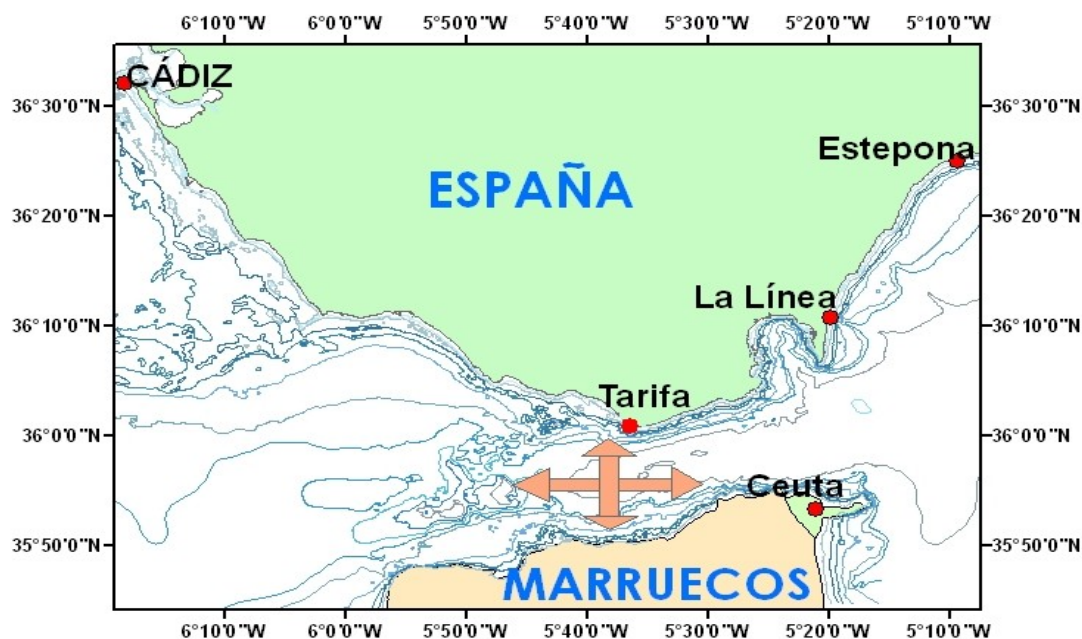 6°10'0"W 6°0'0"W 5°50'0"W 5°40'0"W 5°30'0"W 5°20'0"W 5°10'0"W
CÁDIZ
36°30'0"N 36°30'0"N
Estepona
ESPAÑA
36°20'0"N 36°20'0"N
La Línea
36°10'0"N 36°10'0"N
Tarifa
36°0'0"N 36°0'0"N
Ceuta
35°50'0"N 35°50'0"N
MARRUECOS
6°10'0"W 6°0'0"W 5°50'0"W 5°40'0"W 5°30'0"W 5°20'0"W 5°10'0"W